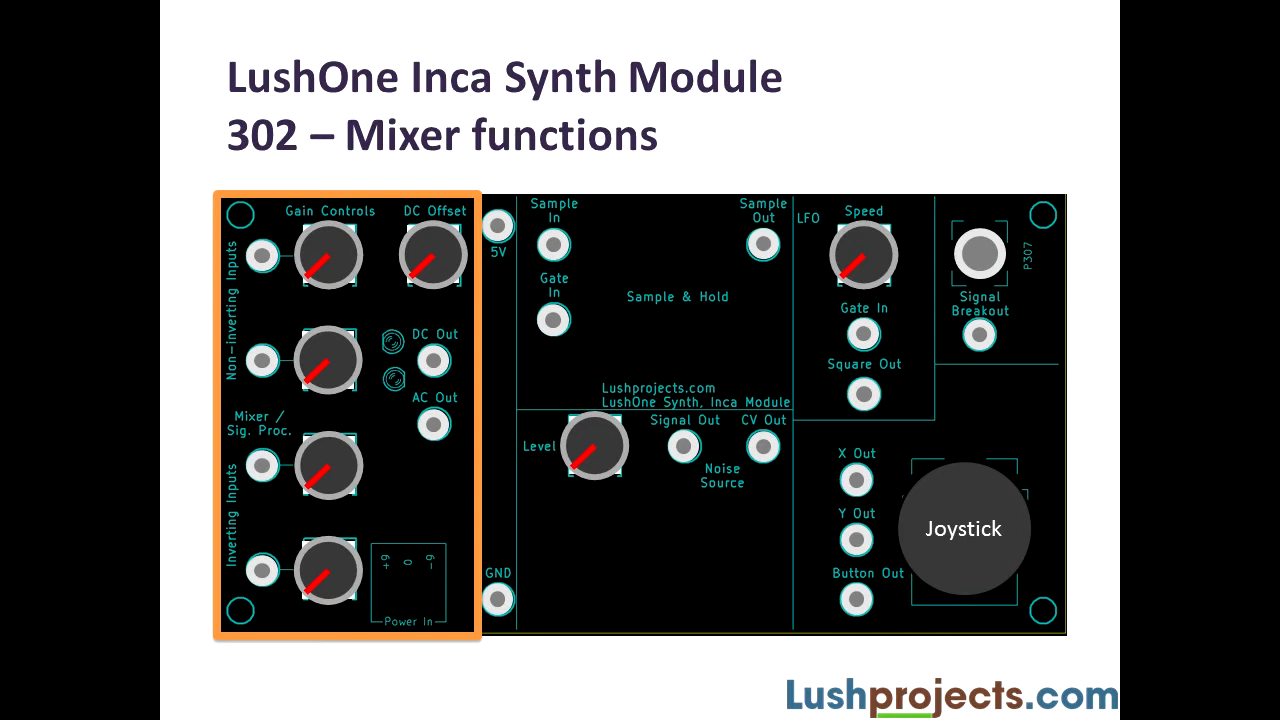 LushOne Inca Synth Module
302 – Mixer functions
Gain Controls
DC Offset
Non-inverting Inputs
DC Out
AC Out
Mixer /
Sig. Proc.
Inverting Inputs
+9 0 -9
Power In
5V
GND
Sample
In
Sample
Out
Gate
In
Sample & Hold
Lushprojects.com
LushOne Synth, Inca Module
Level
Signal Out
CV Out
Noise
Source
LFO
Speed
Gate In
Square Out
P307
Signal
Breakout
X Out
Y Out
Button Out
Joystick
Lushprojects.com